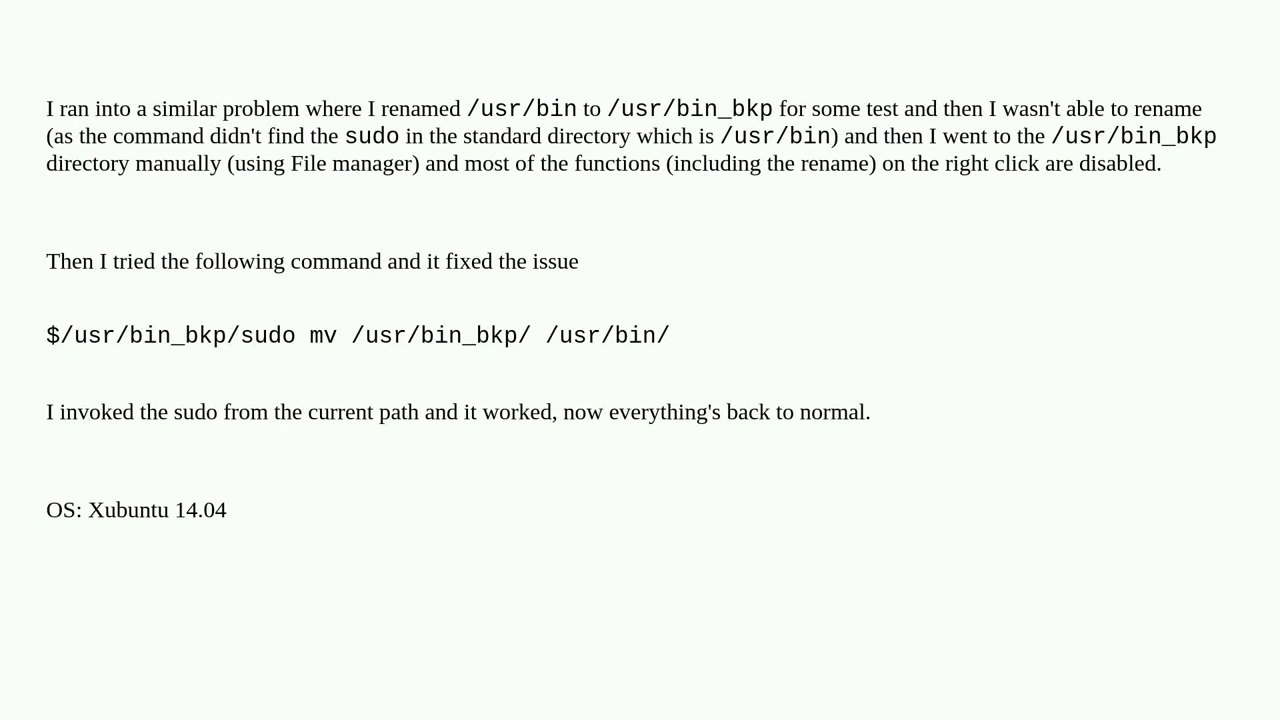 I ran into a similar problem where I renamed /usr/bin to /usr/bin_bkp for some test and then I wasn't able to rename
(as the command didn't find the sudo in the standard directory which is /usr/bin) and then I went to the /usr/bin_bkp
directory manually (using File manager) and most of the functions (including the rename) on the right click are disabled.
Then I tried the following command and it fixed the issue
$/usr/bin_bkp/sudo mv /usr/bin_bkp/ /usr/bin/
I invoked the sudo from the current path and it worked, now everything's back to normal.
OS: Xubuntu 14.04